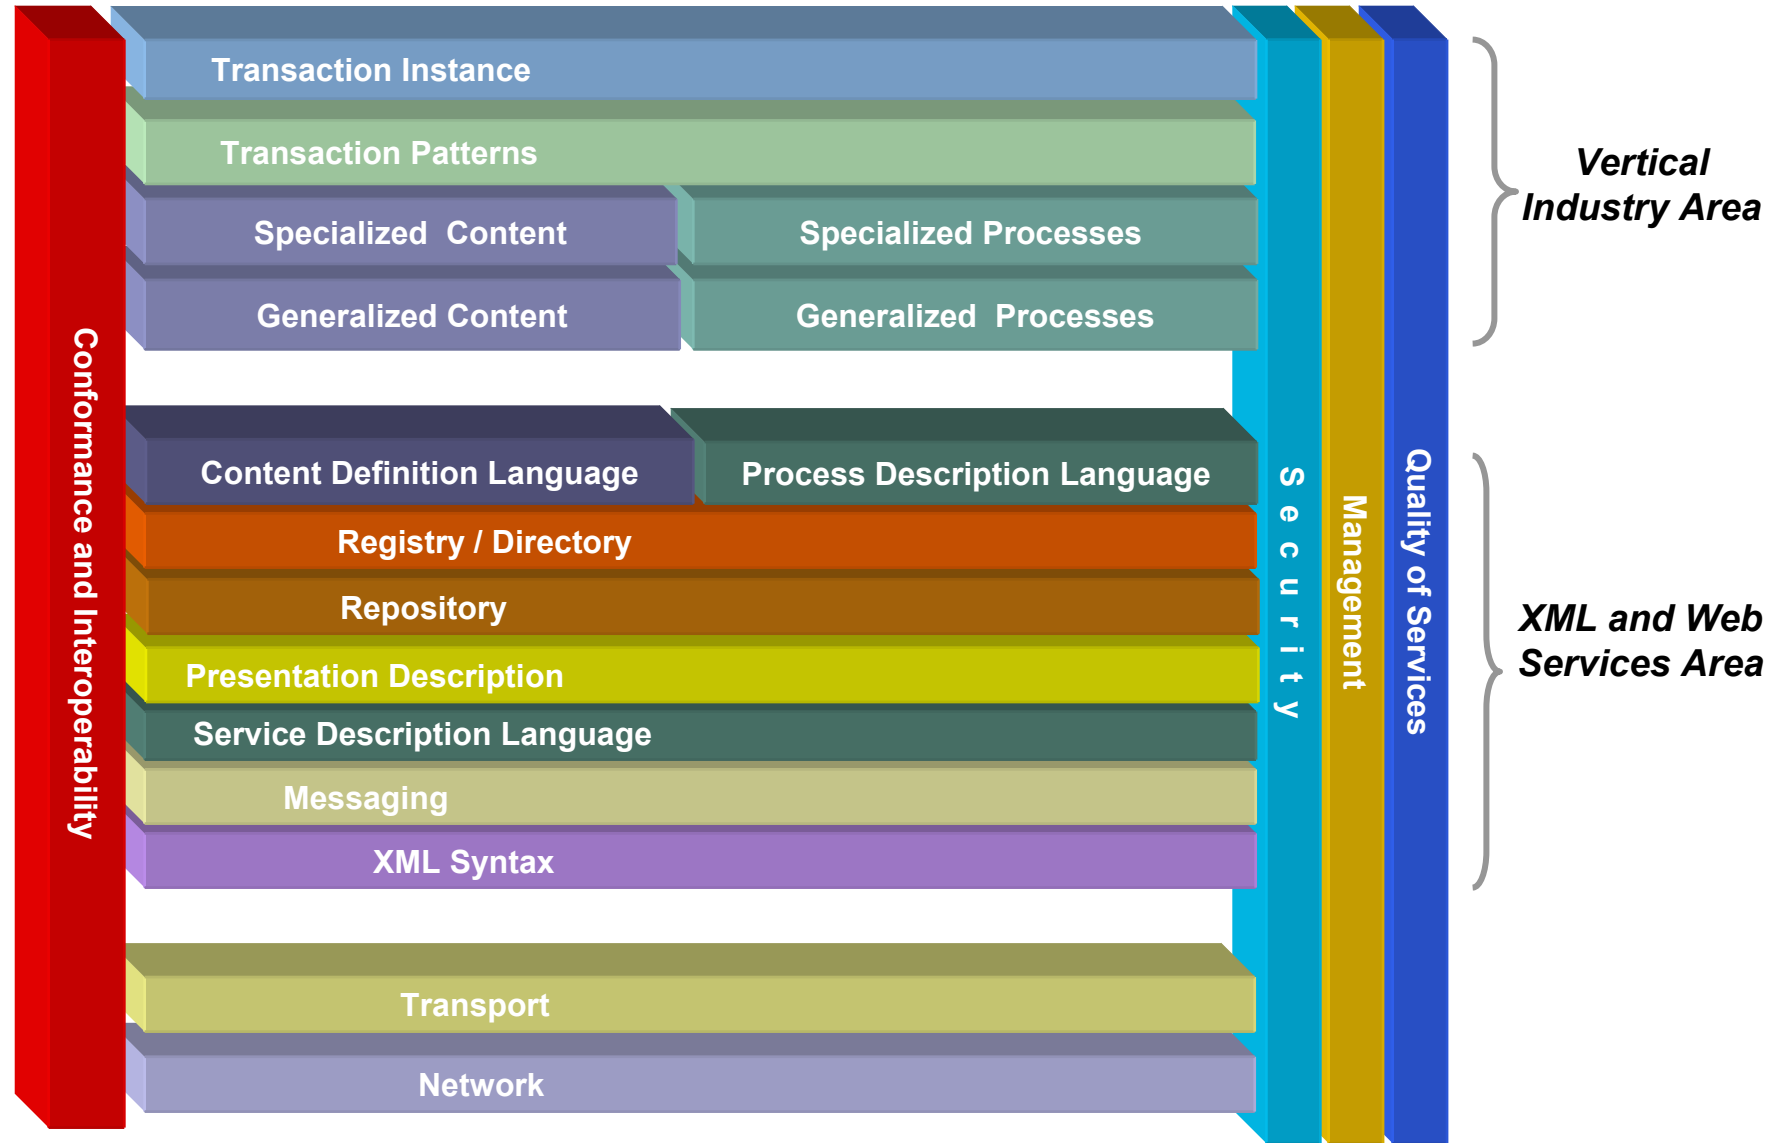 Transaction Instance
Transaction Patterns
Specialized Content
Specialized Processes
Generalized Content
Generalized Processes
Content Definition Language
Process Description Language
Registry / Directory
Repository
Presentation Description
Service Description Language
Messaging
XML Syntax
Transport
Network
Conformance and Interoperability
Security
Management
Quality of Services
Vertical
Industry Area
XML and Web
Services Area